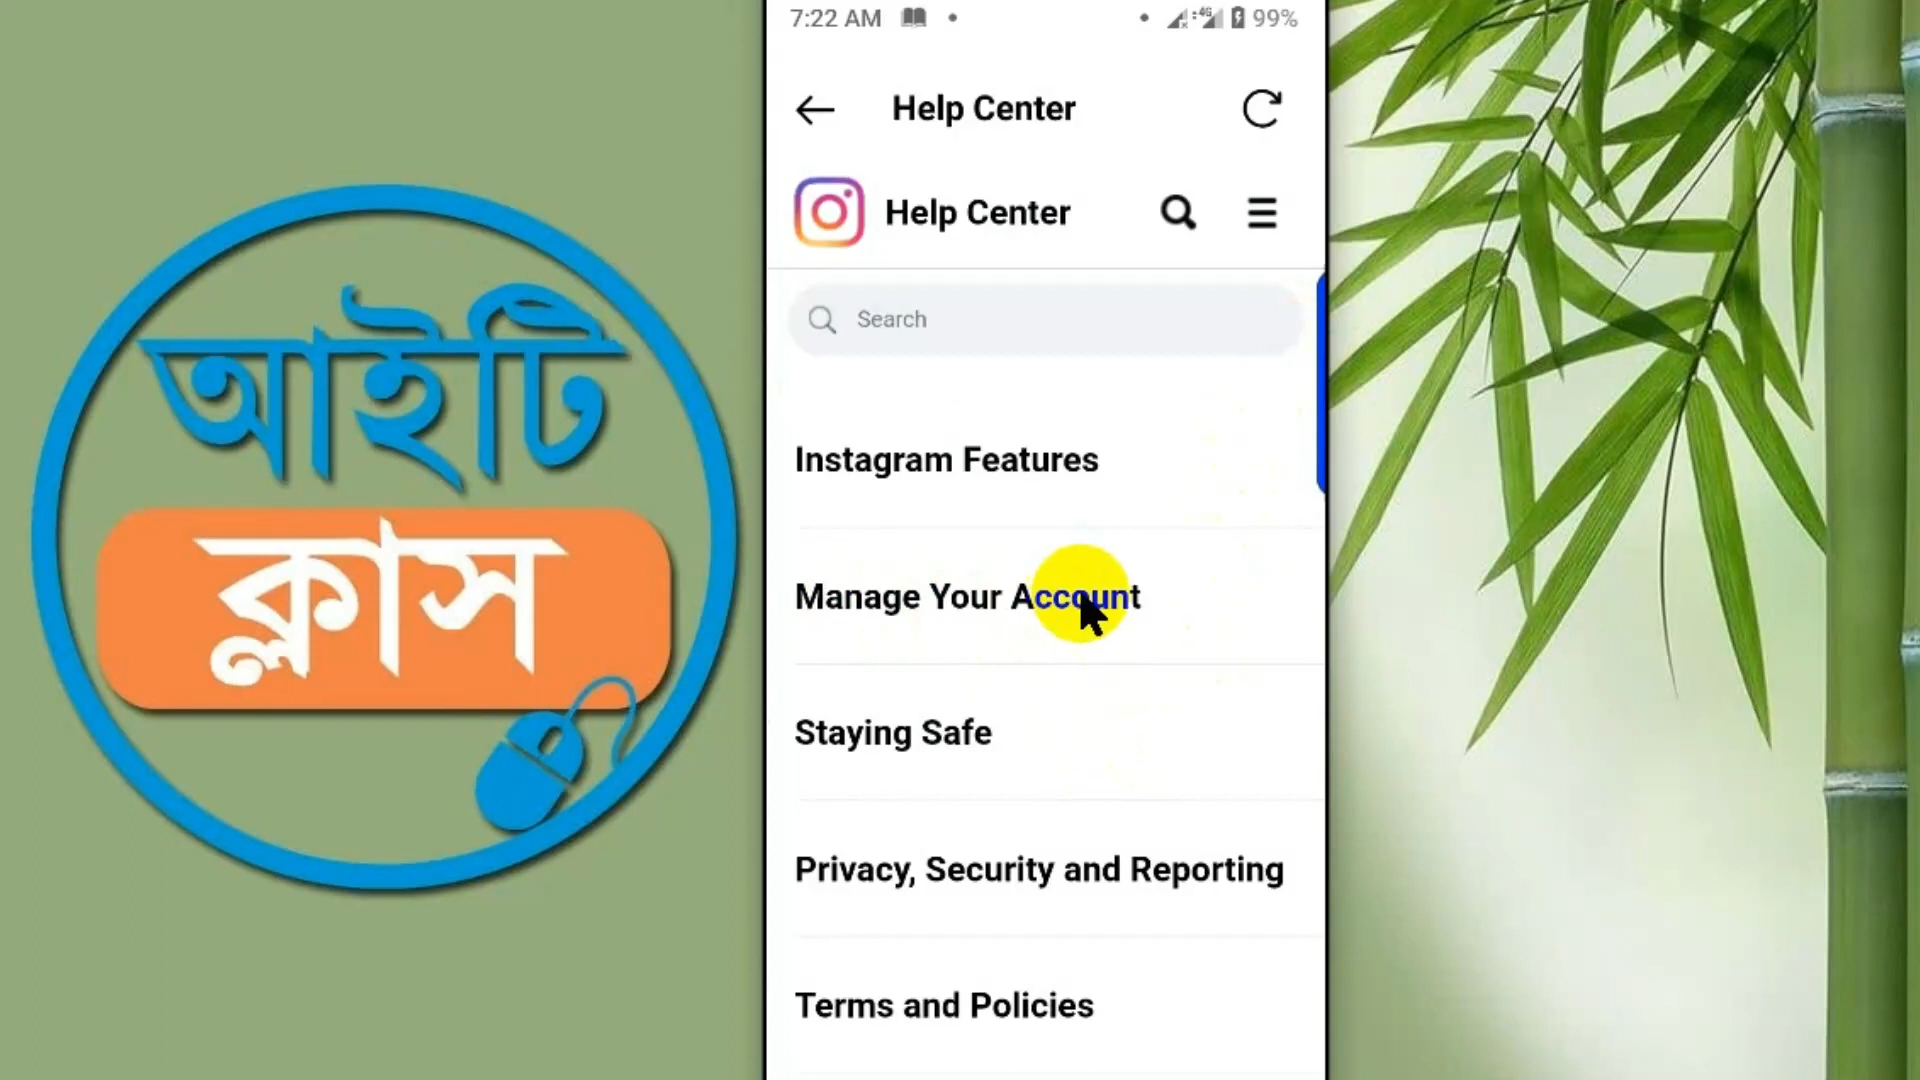 আইটি
ক্লাস
7:22 AM
4G
99%
Help Center
Help Center
Search
Instagram Features
Manage Your Account
Staying Safe
Privacy, Security and Reporting
Terms and Policies